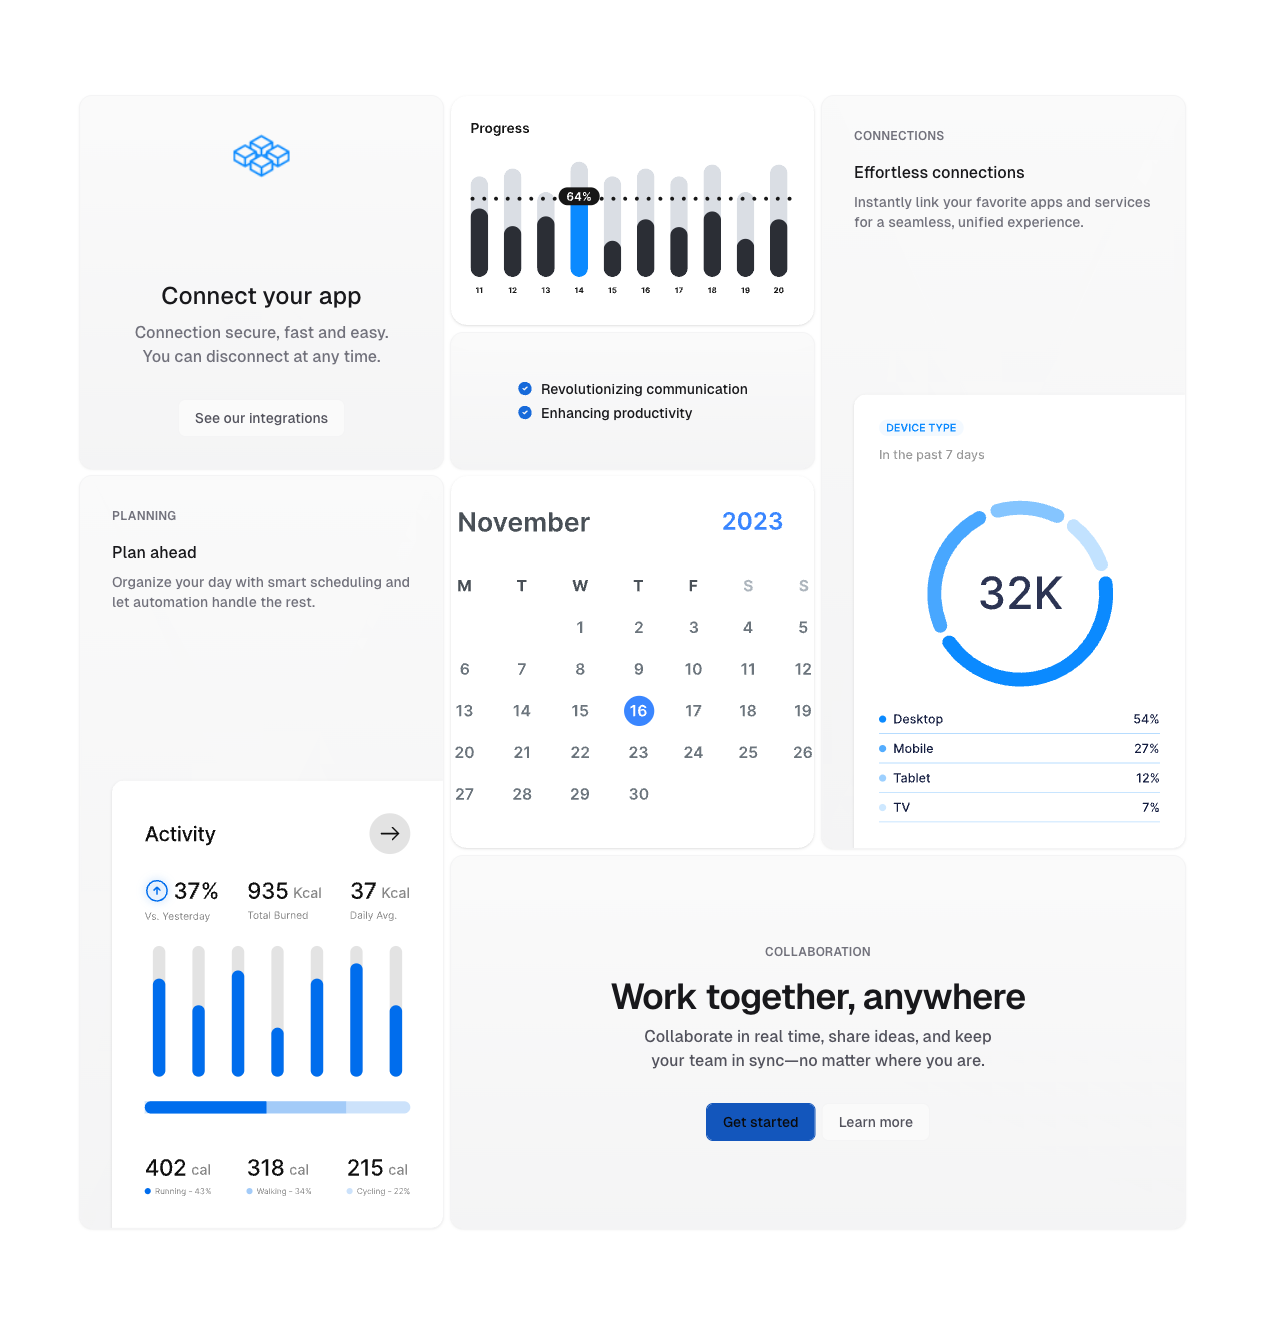 Connect your app
Connection secure, fast and easy.
You can disconnect at any time.
See our integrations
Progress
64%
11 12 13 14 15 16 17 18 19 20
Revolutionizing communication
Enhancing productivity
CONNECTIONS
Effortless connections
Instantly link your favorite apps and services
for a seamless, unified experience.
DEVICE TYPE
In the past 7 days
32K
Desktop 54%
Mobile 27%
Tablet 12%
TV 7%
PLANNING
Plan ahead
Organize your day with smart scheduling and
let automation handle the rest.
Activity
37% 935 Kcal 37 Kcal
Vs. Yesterday Total Burned Daily Avg.
402 cal 318 cal 215 cal
Running - 43% Walking - 34% Cycling - 22%
November 2023
M T W T F S S
1 2 3 4 5
6 7 8 9 10 11 12
13 14 15 16 17 18 19
20 21 22 23 24 25 26
27 28 29 30
COLLABORATION
Work together, anywhere
Collaborate in real time, share ideas, and keep
your team in sync—no matter where you are.
Get started Learn more